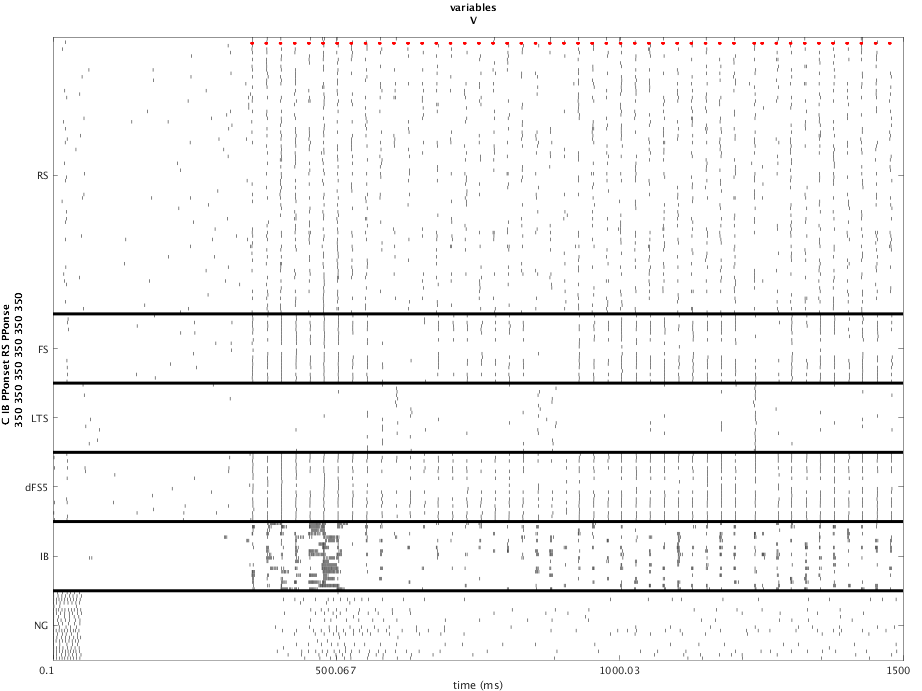 variables
V
C IB PPonset RS PPonse
350 350 350 350 350 350
RS
FS
LTS
dFS5
IB
NG
0.1
500.067
1000.03
1500
time (ms)